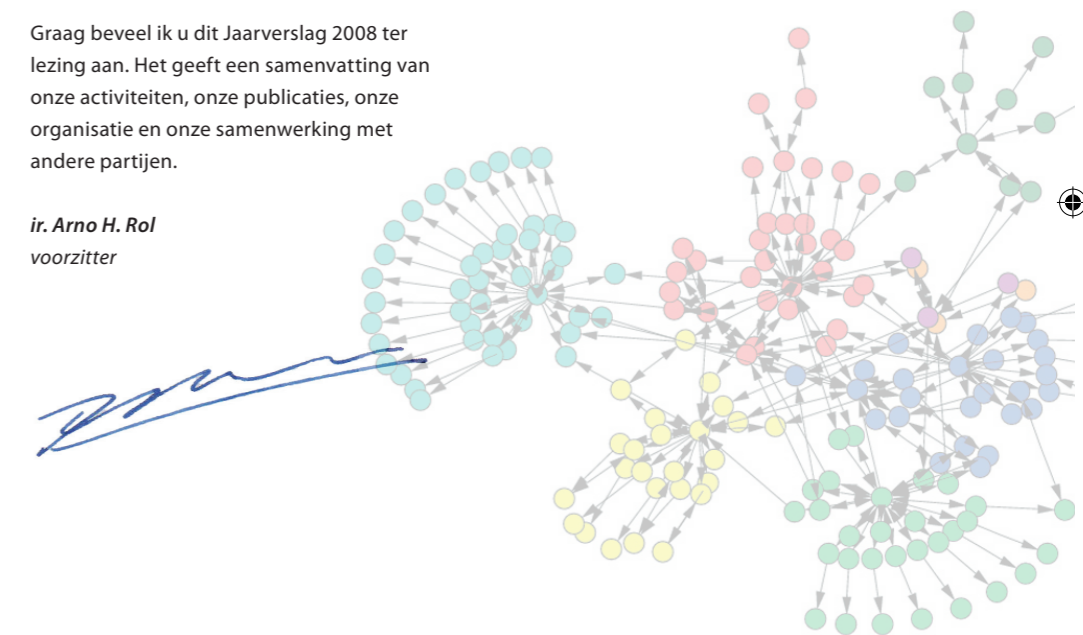 Graag beveel ik u dit Jaarverslag 2008 ter
lezing aan. Het geeft een samenvatting van
onze activiteiten, onze publicaties, onze
organisatie en onze samenwerking met
andere partijen.
ir. Arno H. Rol
voorzitter